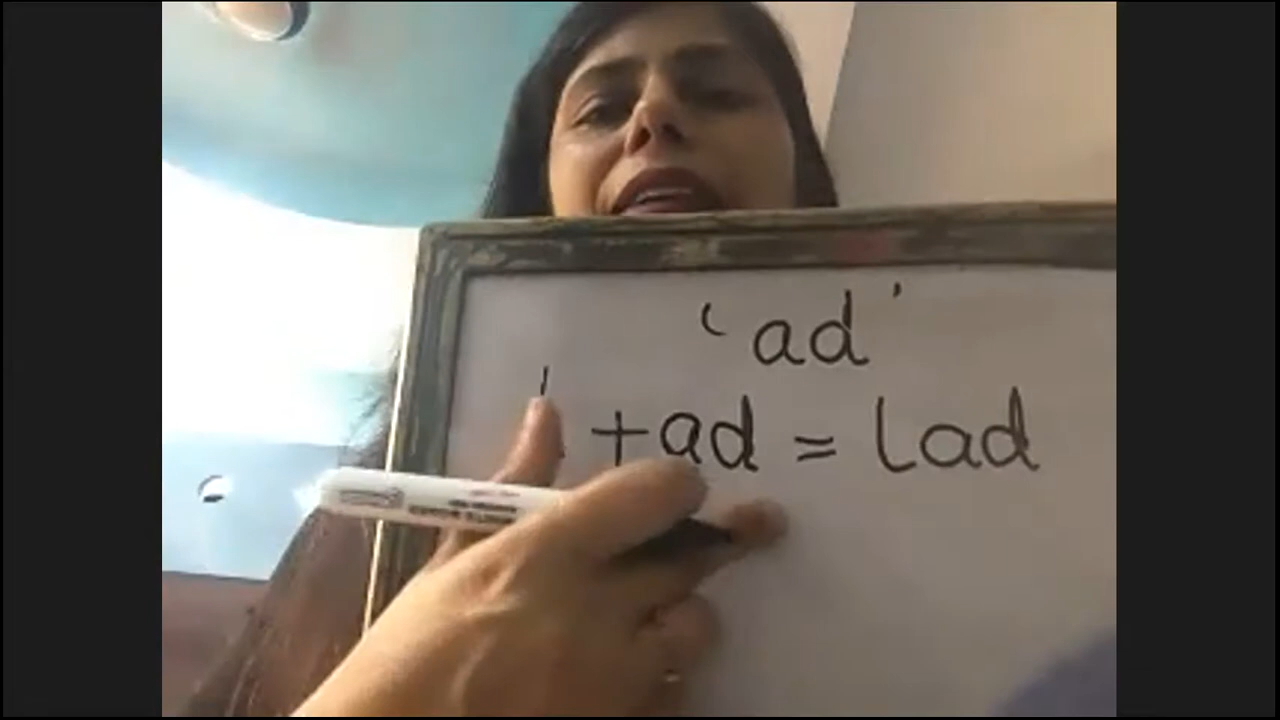 'ad'
l +ad = lad